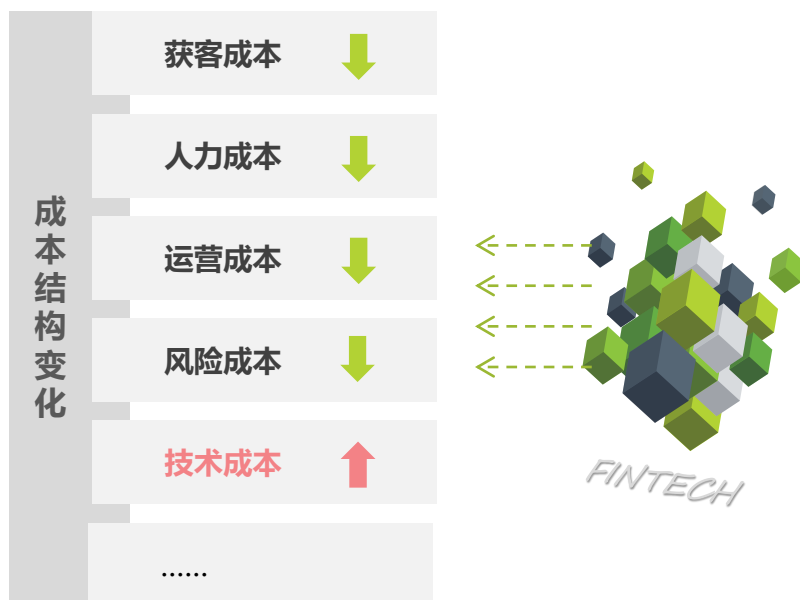 成本结构变化
获客成本
人力成本
运营成本
风险成本
技术成本
......
FINTECH